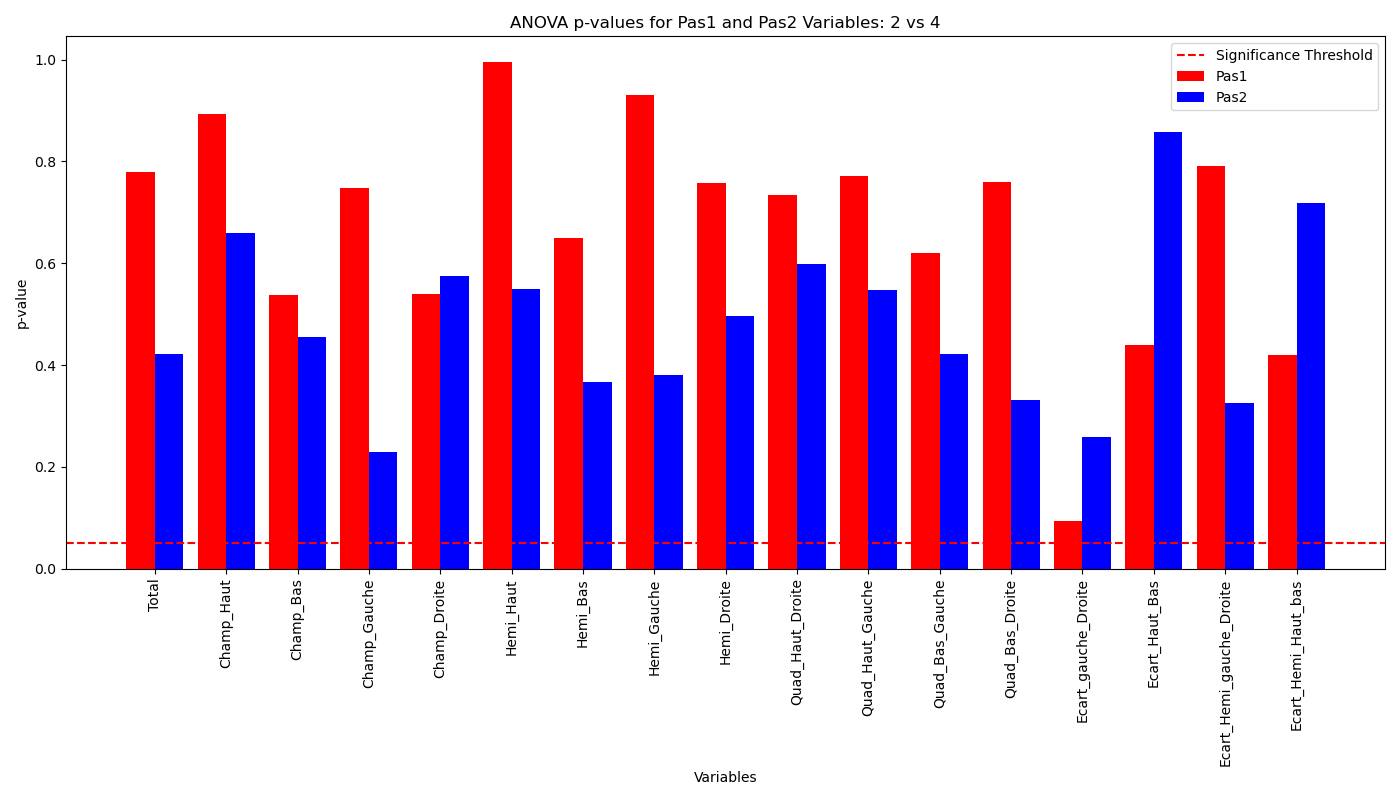 ANOVA p-values for Pas1 and Pas2 Variables: 2 vs 4
Significance Threshold
Pas1
Pas2
p-value
1.0
0.8
0.6
0.4
0.2
0.0
Total
Champ_Haut
Champ_Bas
Champ_Gauche
Champ_Droite
Hemi_Haut
Hemi_Bas
Hemi_Gauche
Hemi_Droite
Quad_Haut_Droite
Quad_Haut_Gauche
Quad_Bas_Gauche
Quad_Bas_Droite
Ecart_gauche_Droite
Ecart_Haut_Bas
Ecart_Hemi_gauche_Droite
Ecart_Hemi_Haut_bas
Variables